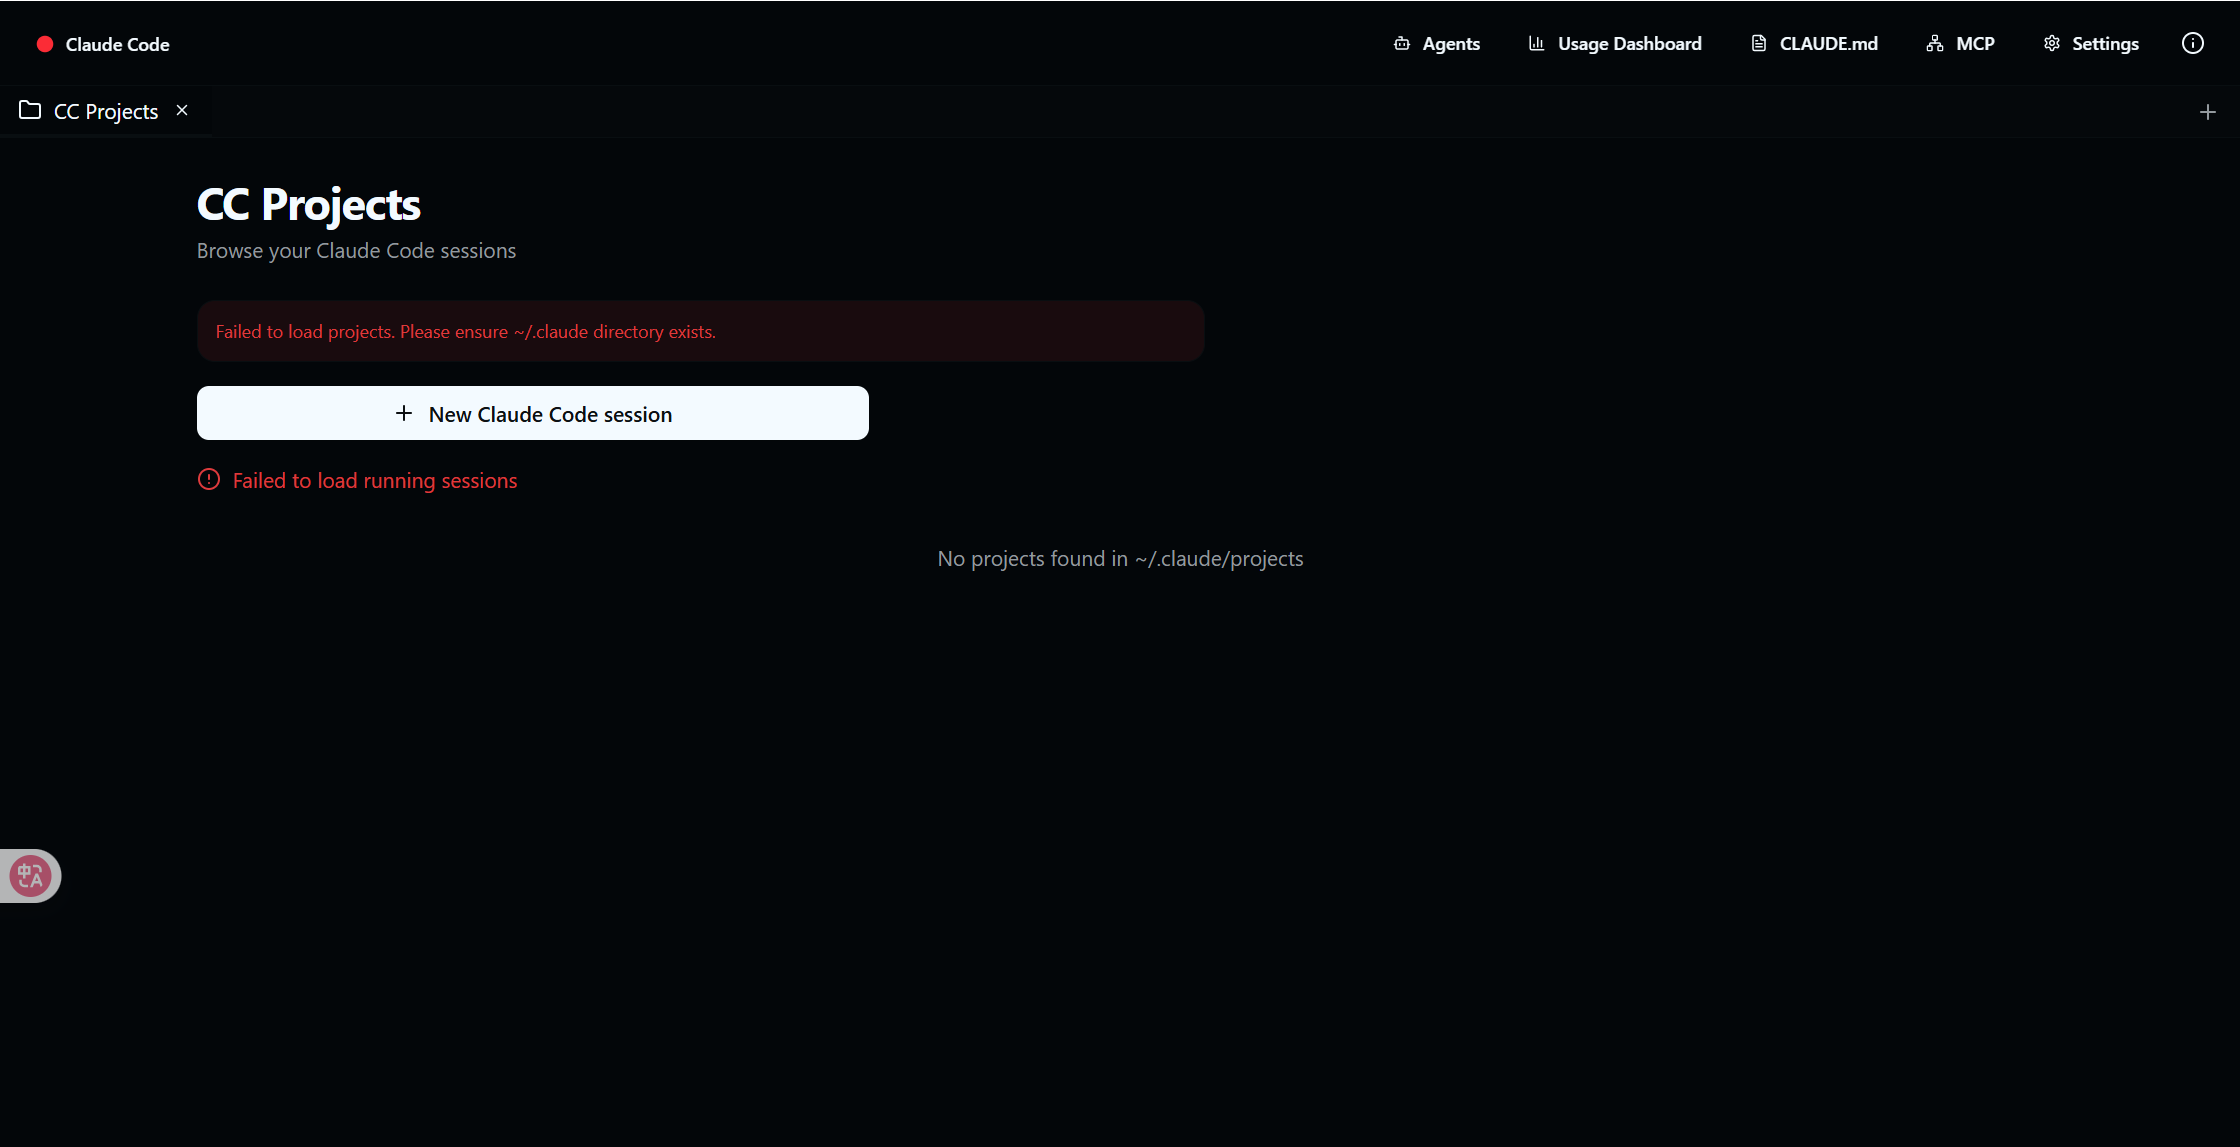 Claude Code
Agents
Usage Dashboard
CLAUDE.md
MCP
Settings
CC Projects
CC Projects
Browse your Claude Code sessions
Failed to load projects. Please ensure ~/.claude directory exists.
New Claude Code session
Failed to load running sessions
No projects found in ~/.claude/projects
中A